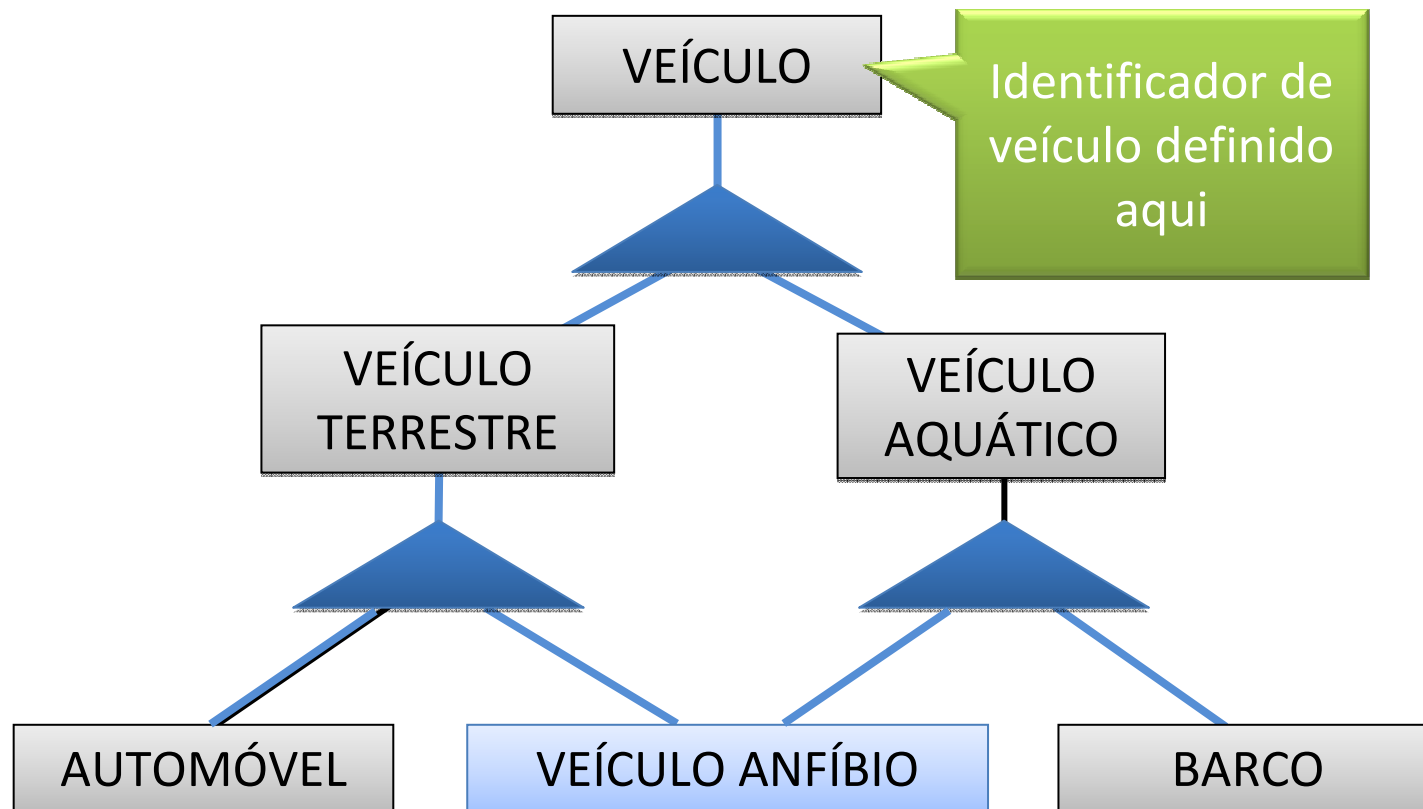 VEÍCULO
Identificador de
veículo definido
aqui
VEÍCULO
TERRESTRE
VEÍCULO
AQUÁTICO
AUTOMÓVEL
VEÍCULO ANFÍBIO
BARCO